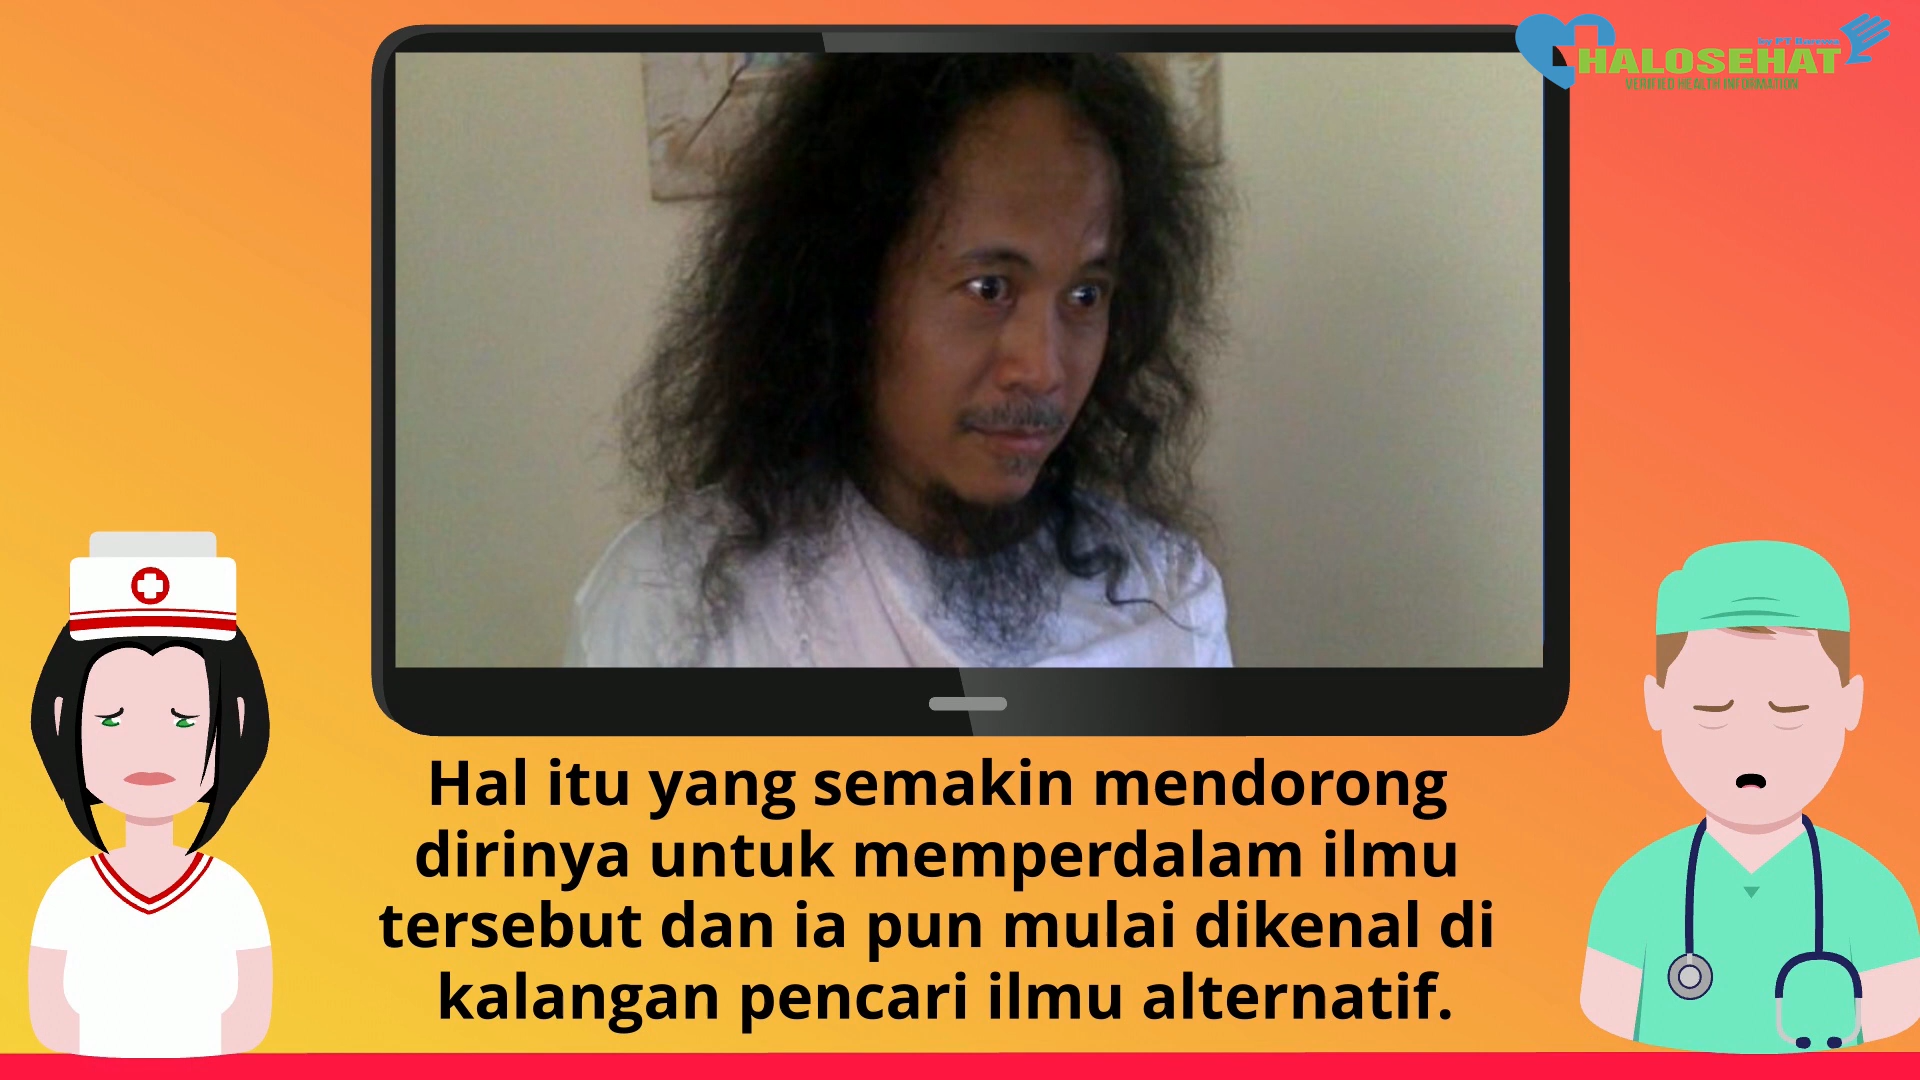 HALOSEHAT
VERIFIED HEALTH INFORMATION
Hal itu yang semakin mendorong
dirinya untuk memperdalam ilmu
tersebut dan ia pun mulai dikenal di
kalangan pencari ilmu alternatif.